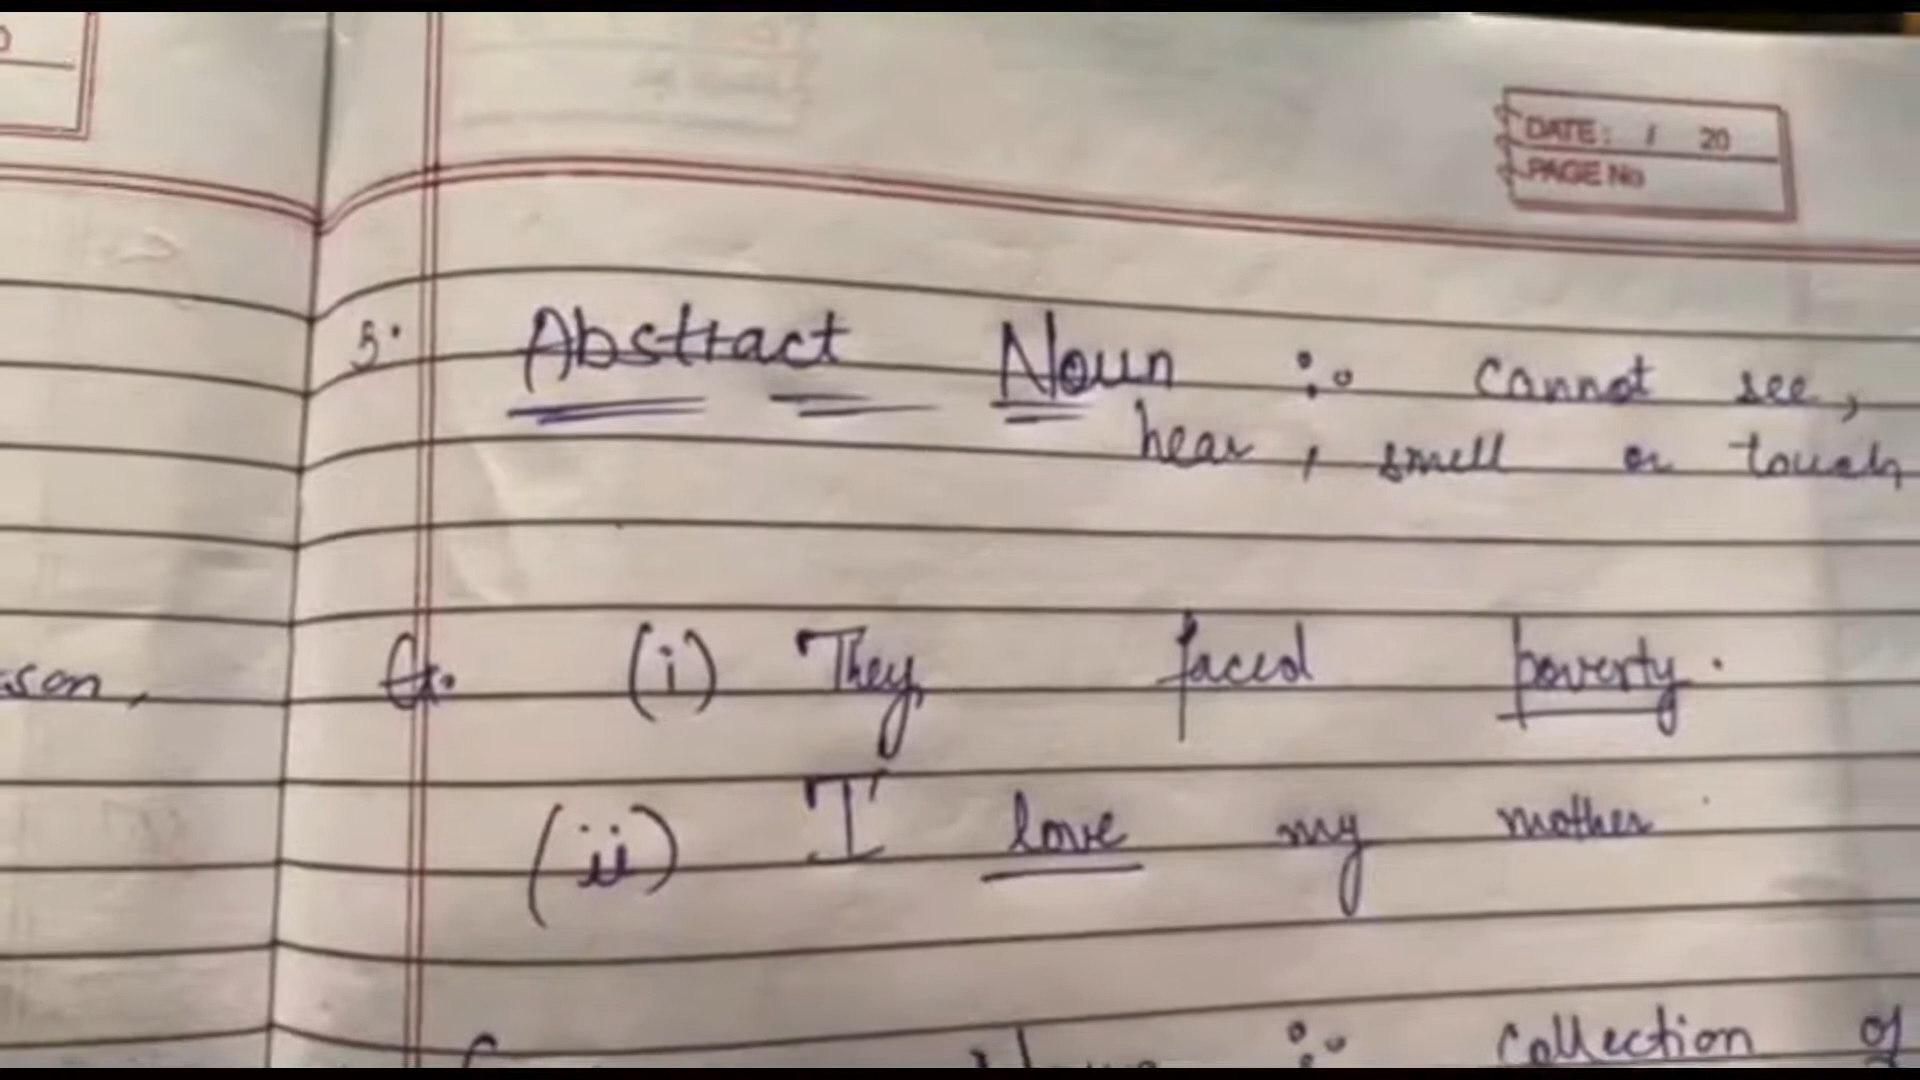 DATE: / 20
PAGE No
5. Abstract Noun :- cannot see,
hear, smell or touch
Ex. (i) They faced poverty.
(ii) I love my mother.
collection of